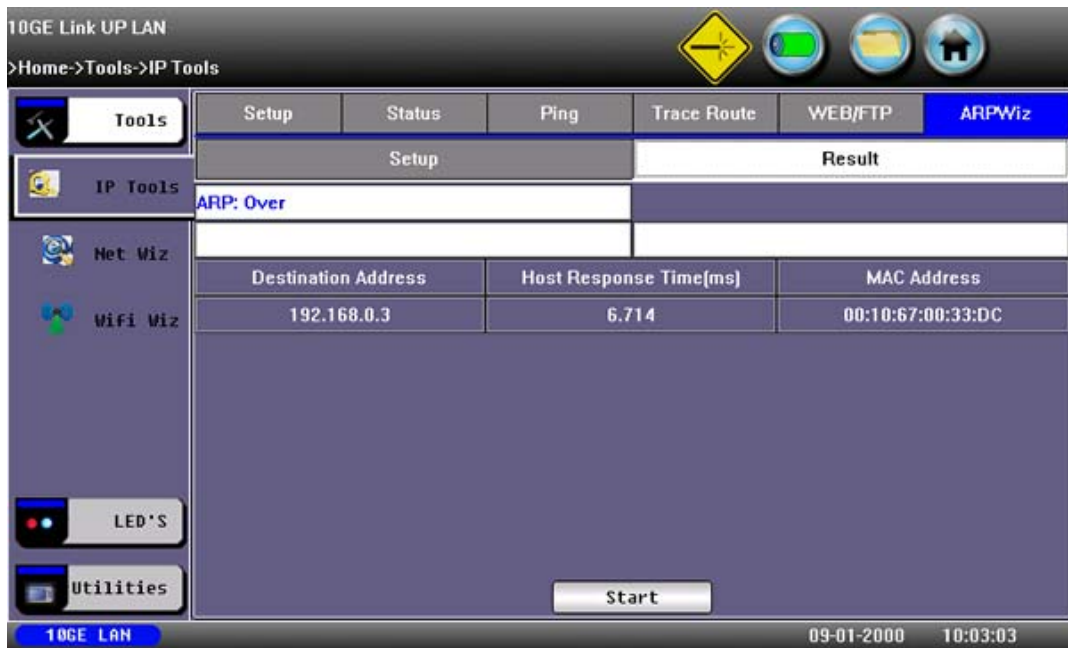 10GE Link UP LAN
>Home->Tools->IP Tools
Tools
Setup Status Ping Trace Route WEB/FTP ARPWiz
Setup Result
IP Tools
ARP: Over
Net Wiz
Destination Address Host Response Time(ms) MAC Address
Wifi Wiz
192.168.0.3 6.714 00:10:67:00:33:DC
LED'S
Utilities
Start
10GE LAN 09-01-2000 10:03:03